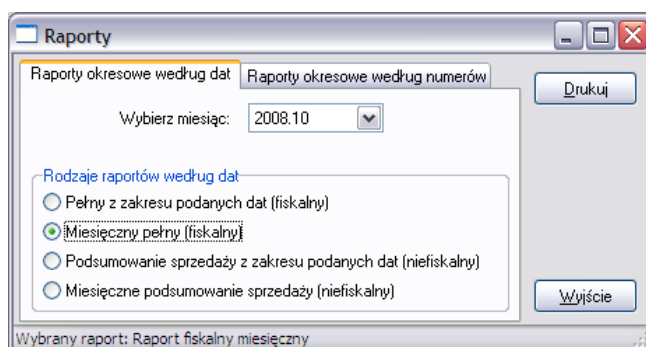 Raporty
Raporty okresowe według dat
Raporty okresowe według numerów
Drukuj
Wybierz miesiąc:
2008.10
Rodzaje raportów według dat
Pełny z zakresu podanych dat (fiskalny)
Miesięczny pełny (fiskalny)
Podsumowanie sprzedaży z zakresu podanych dat (niefiskalny)
Miesięczne podsumowanie sprzedaży (niefiskalny)
Wyjście
Wybrany raport: Raport fiskalny miesięczny